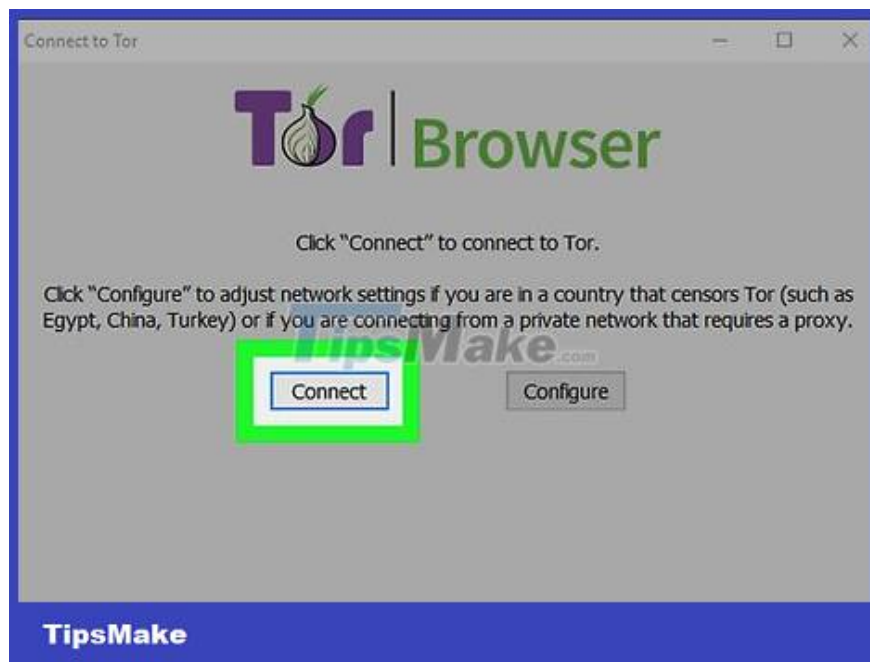 Connect to Tor
Tor Browser
Click “Connect” to connect to Tor.
Click “Configure” to adjust network settings if you are in a country that censors Tor (such as
Egypt, China, Turkey) or if you are connecting from a private network that requires a proxy.
TipsMake.com
Connect Configure
TipsMake